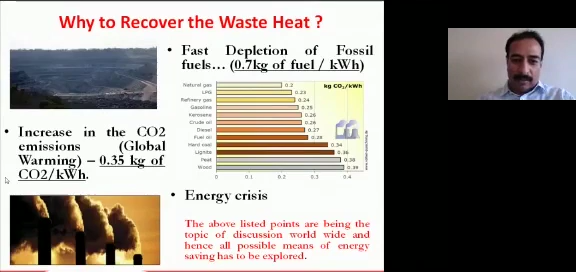 Why to Recover the Waste Heat ?
• Fast Depletion of Fossil
fuels… (0.7kg of fuel / kWh)
kg CO2/kWh
Natural gas 0.2
LPG 0.23
Refinery gas 0.24
Gasoline 0.25
Kerosene 0.26
Crude oil 0.26
Diesel 0.27
Fuel oil 0.28
Hard coal 0.34
Lignite 0.36
Peat 0.38
Wood 0.39
0 0.1 0.2 0.3 0.4
• Increase in the CO2
emissions (Global
Warming) – 0.35 kg of
CO2/kWh.
• Energy crisis
The above listed points are being the
topic of discussion world wide and
hence all possible means of energy
saving has to be explored.